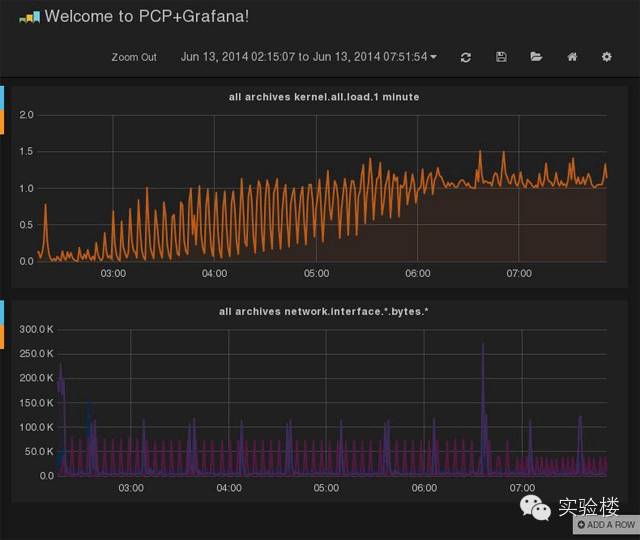 Welcome to PCP+Grafana!
Zoom Out Jun 13, 2014 02:15:07 to Jun 13, 2014 07:51:54
all archives kernel.all.load.1 minute
2.0
1.5
1.0
0.5
0.0
03:00 04:00 05:00 06:00 07:00
all archives network.interface.*.bytes.*
300.0 K
250.0 K
200.0 K
150.0 K
100.0 K
50.0 K
0.0
03:00 04:00 05:00 06:00 07:00
实验楼
ADD A ROW